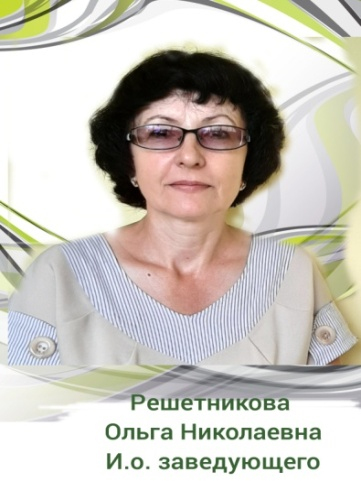 Решетникова
Ольга Николаевна
И.о. заведующего